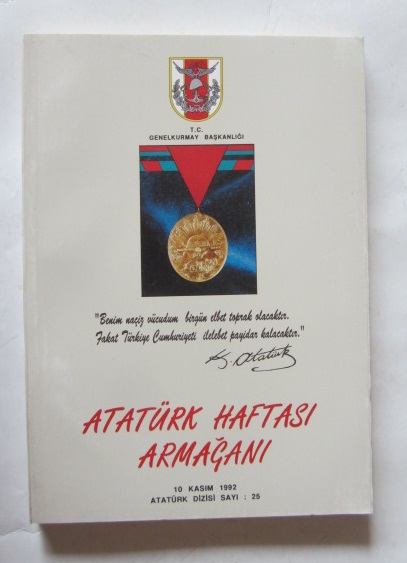 T.C.
GENELKURMAY BAŞKANLIĞI
"Benim naçiz vücudum birgün elbet toprak olacaktır.
Fakat Türkiye Cumhuriyeti ilelebet payidar kalacaktır."
K. Atatürk
ATATÜRK HAFTASI
ARMAĞANI
10 KASIM 1992
ATATÜRK DİZİSİ SAYI : 25